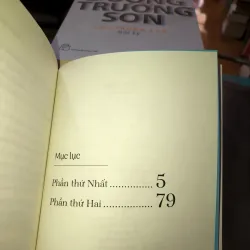 TRƯỜNG
SƠN
Mục lục
Phần thứ Nhất ................ 5
Phần thứ Hai ................ 79